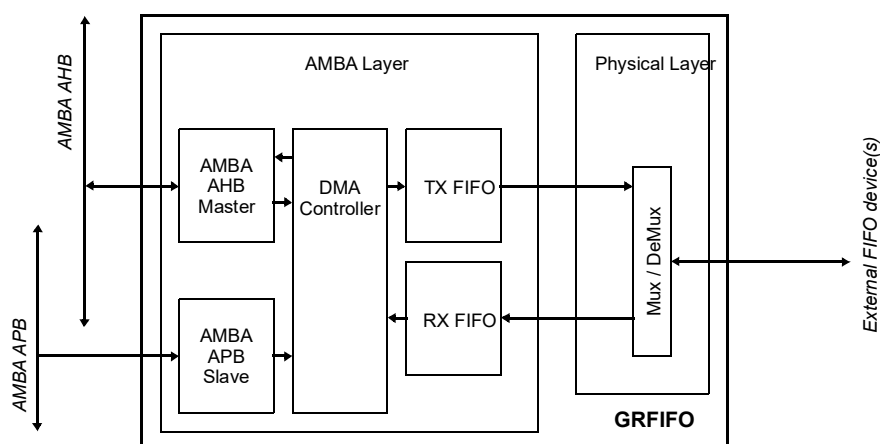 AMBA AHB
AMBA Layer
Physical Layer
AMBA
AHB
Master
DMA
Controller
TX FIFO
Mux / DeMux
External FIFO device(s)
AMBA APB
AMBA
APB
Slave
RX FIFO
GRFIFO